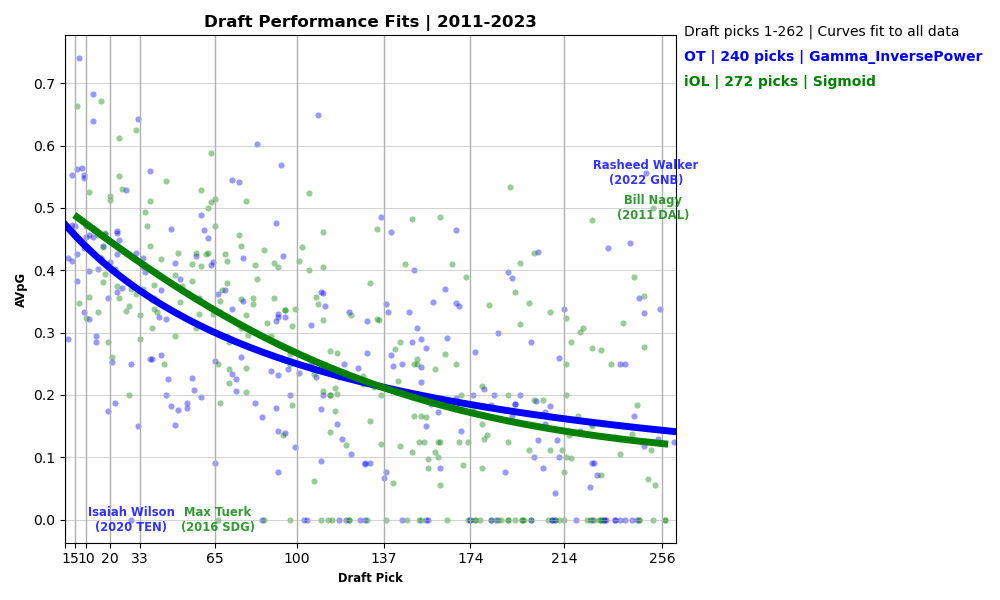 Draft Performance Fits | 2011-2023
Draft picks 1-262 | Curves fit to all data
OT | 240 picks | Gamma_InversePower
iOL | 272 picks | Sigmoid
AVpG
0.7
0.6
0.5
0.4
0.3
0.2
0.1
0.0
Rasheed Walker
(2022 GNB)
Bill Nagy
(2011 DAL)
Isaiah Wilson
(2020 TEN)
Max Tuerk
(2016 SDG)
1 5 10 20 33 65 100 137 174 214 256
Draft Pick